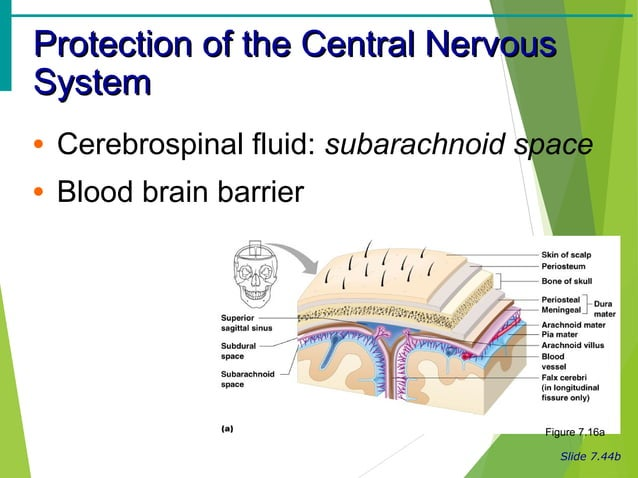 Protection of the Central Nervous
System
• Cerebrospinal fluid: subarachnoid space
• Blood brain barrier
Skin of scalp
Periosteum
Bone of skull
Periosteal
Meningeal
Dura
mater
Superior
sagittal sinus
Subdural
space
Subarachnoid
space
Arachnoid mater
Pia mater
Arachnoid villus
Blood
vessel
Falx cerebri
(in longitudinal
fissure only)
(a)
Figure 7.16a
Slide 7.44b